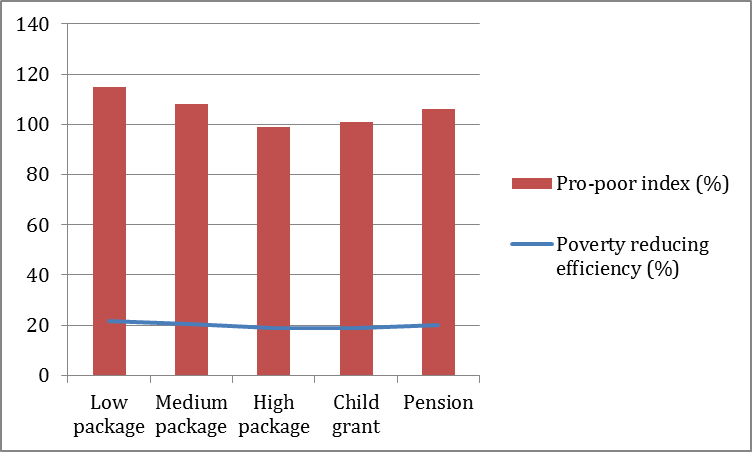 140
120
100
80
60
40
20
0
Low
package
Medium
package
High
package
Child
grant
Pension
Pro-poor index (%)
Poverty reducing
efficiency (%)